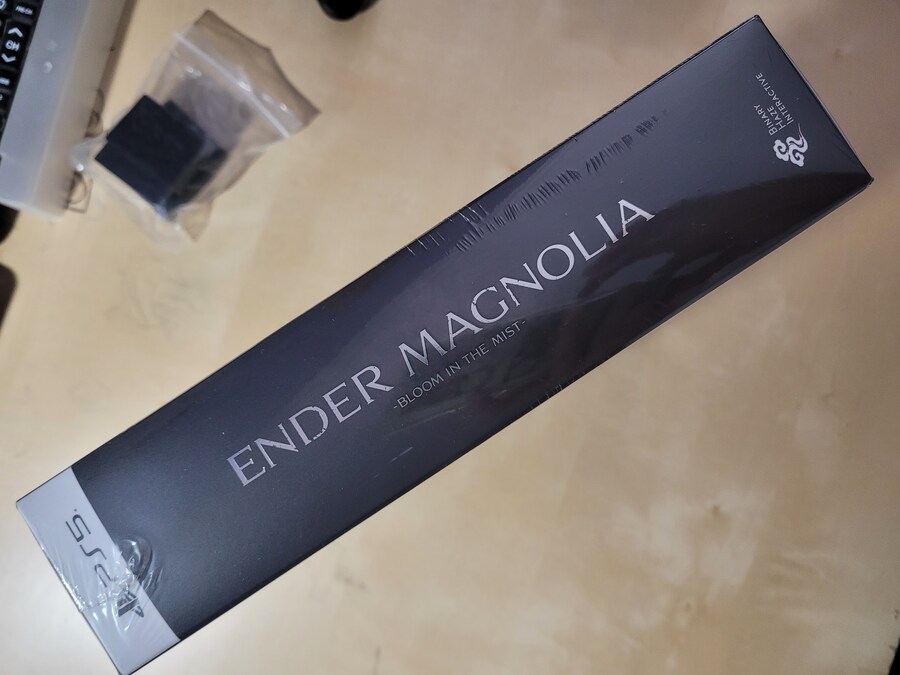 ENDER MAGNOLIA
-BLOOM IN THE MIST-
BINARY
HAZE
INTERACTIVE
PS5